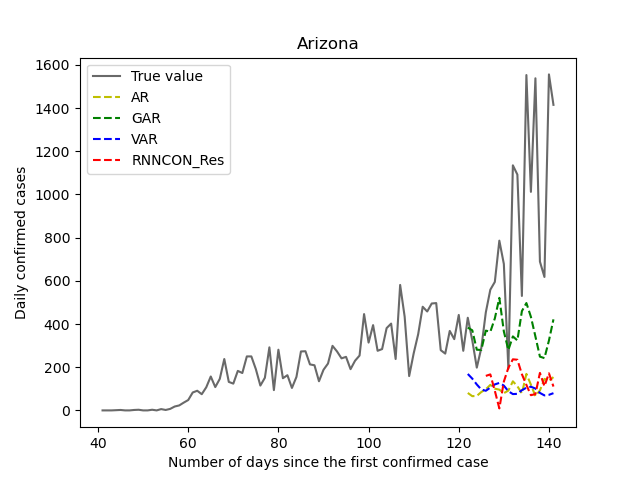 Arizona
True value
AR
GAR
VAR
RNNCON_Res
Daily confirmed cases
1600
1400
1200
1000
800
600
400
200
0
40 60 80 100 120 140
Number of days since the first confirmed case